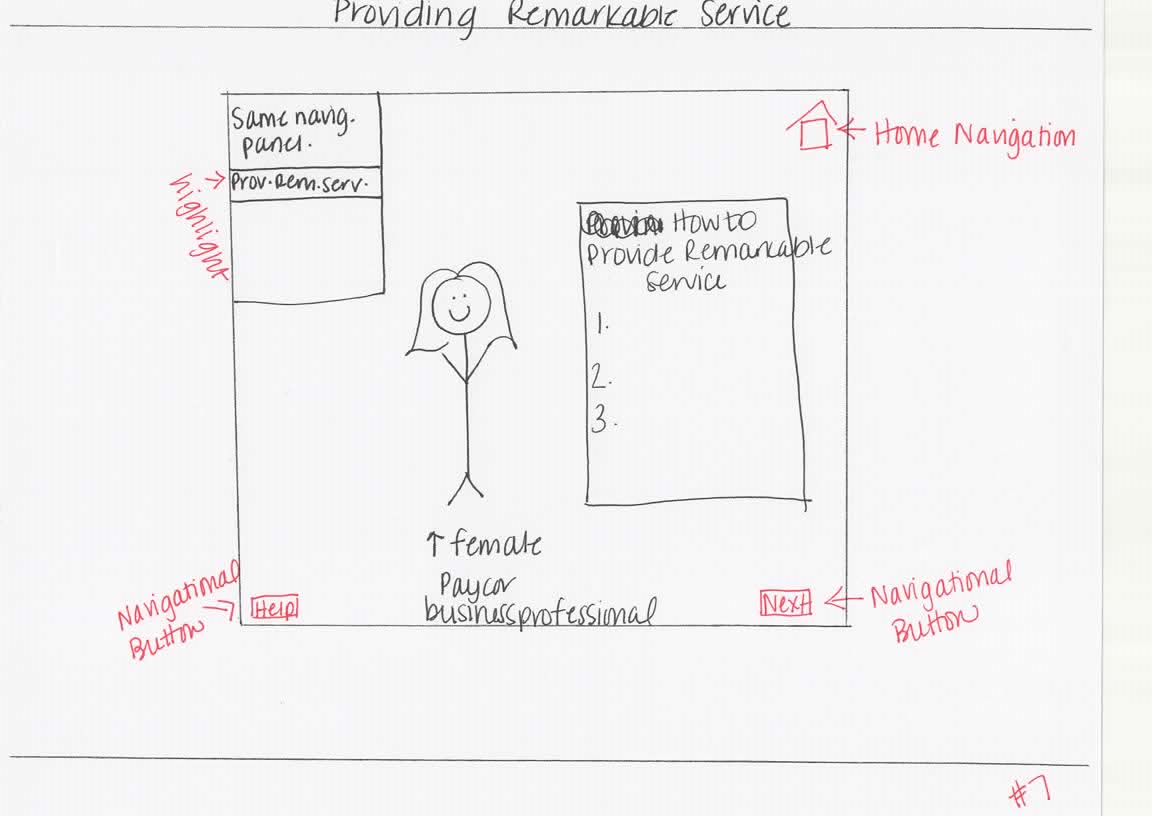 Providing Remarkable Service
Same navig.
panel.
Prov.Rem.serv.
highlight
Home Navigation
How to
Provide Remarkable
Service
1.
2.
3.
↑ female
Paycor
business professional
Navigational
Button
Help
Next
Navigational
Button
#7